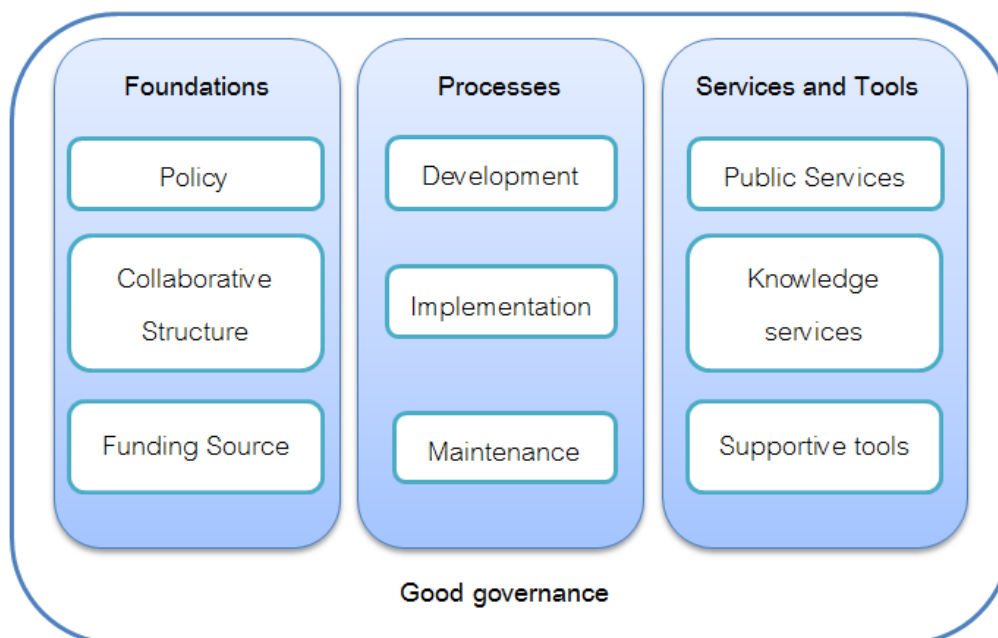 Foundations
Policy
Collaborative
Structure
Funding Source
Processes
Development
Implementation
Maintenance
Services and Tools
Public Services
Knowledge
services
Supportive tools
Good governance